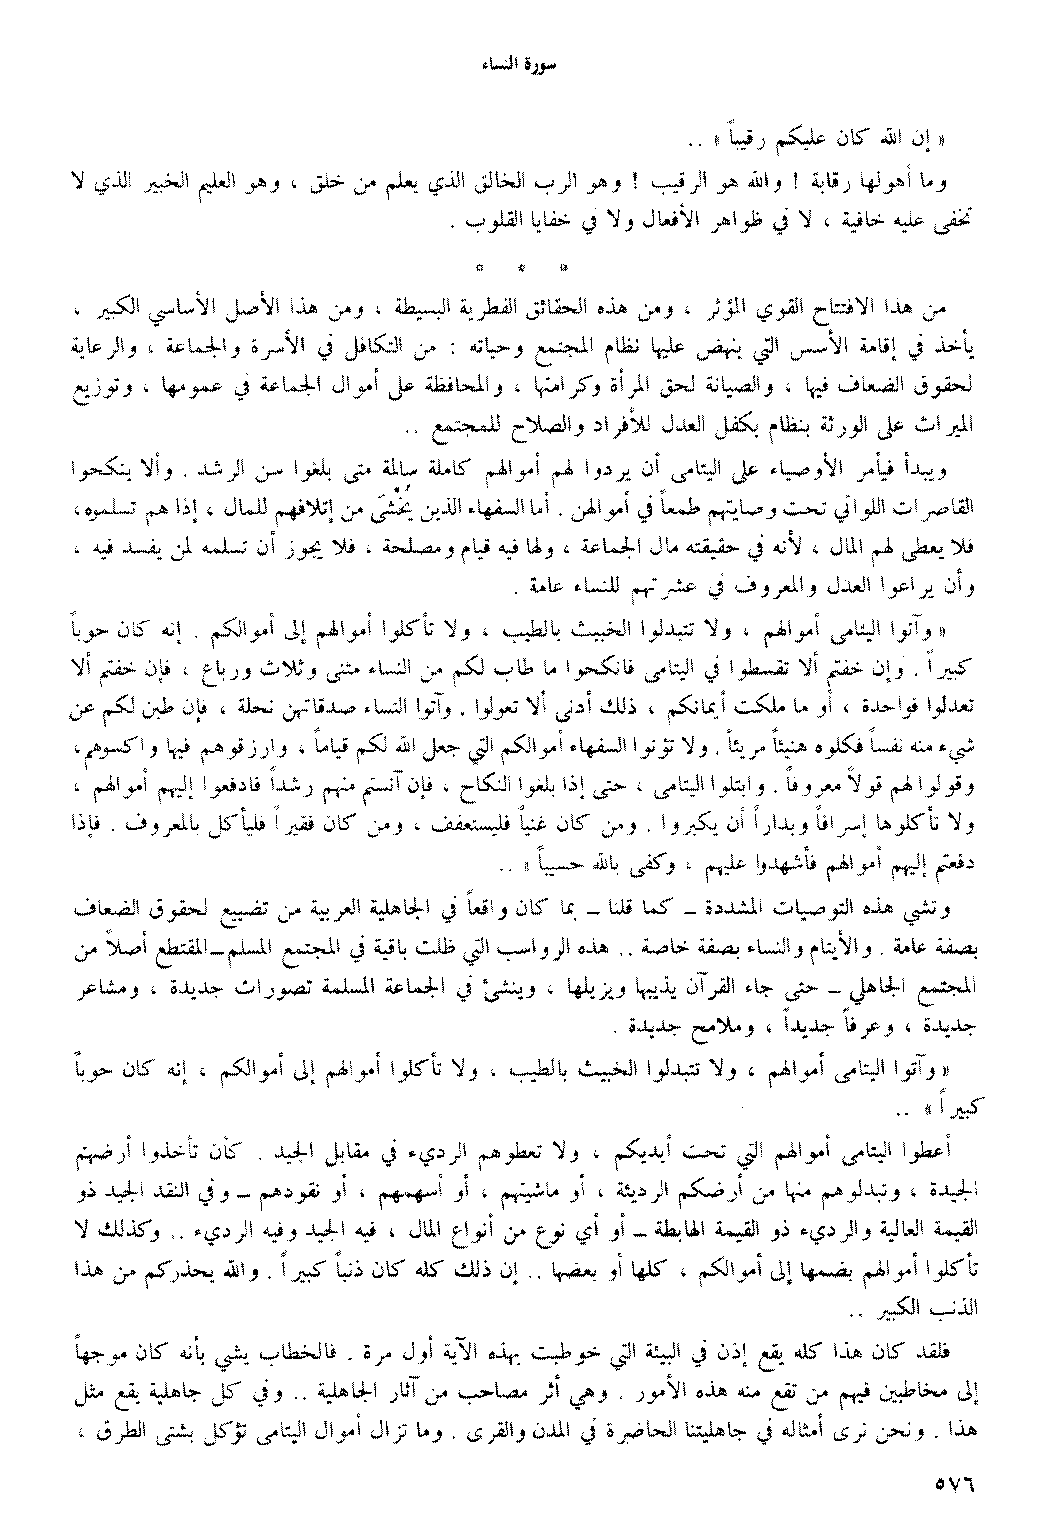 سورة النساء
« إن الله كان عليكم رقيباً » ..
وما أهولها رقابة ! والله هو الرقيب ! وهو الرب الخالق الذي يعلم من خلق ، وهو العليم الخبير الذي لا
تخفى عليه خافية ، لا في ظواهر الأفعال ولا في خفايا القلوب .
* * *
من هذا الافتتاح القوي المؤثر ، ومن هذه الحقائق الفطرية البسيطة ، ومن هذا الأصل الأساسي الكبير ،
يأخذ في إقامة الأسس التي ينهض عليها نظام المجتمع وحياته : من التكافل في الأسرة والجماعة ، والرعاية
لحقوق الضعاف فيها ، والصيانة لحق المرأة وكرامتها ، والمحافظة على أموال الجماعة في عمومها ، وتوزيع
الميراث على الورثة بنظام يكفل العدل للأفراد والصلاح للمجتمع ..
ويبدأ فيأمر الأوصياء على اليتامى أن يردوا لهم أموالهم كاملة سالمة متى بلغوا سن الرشد . وألا ينكحوا
القاصرات اللواتي تحت وصايتهم طمعاً في أموالهن . أما السفهاء الذين يُخْشَى من إتلافهم للمال ، إذا هم تسلموه،
فلا يعطى لهم المال ، لأنه في حقيقته مال الجماعة ، ولها فيه قيام ومصلحة ، فلا يجوز أن تسلمه لمن يفسد فيه ،
وأن يراعوا العدل والمعروف في عشرتهم للنساء عامة .
« وآتوا اليتامى أموالهم ، ولا تتبدلوا الخبيث بالطيب ، ولا تأكلوا أموالهم إلى أموالكم . إنه كان حوباً
كبيراً . وإن خفتم ألا تقسطوا في اليتامى فانكحوا ما طاب لكم من النساء مثنى وثلاث ورباع ، فإن خفتم ألا
تعدلوا فواحدة ، أو ما ملكت أيمانكم ، ذلك أدنى ألا تعولوا . وآتوا النساء صدقاتهن نحلة ، فإن طبن لكم عن
شيء منه نفساً فكلوه هنيئاً مريئاً . ولا تؤتوا السفهاء أموالكم التي جعل الله لكم قياماً ، وارزقوهم فيها واكسوهم،
وقولوا لهم قولاً معروفاً . وابتلوا اليتامى ، حتى إذا بلغوا النكاح ، فإن آنستم منهم رشداً فادفعوا إليهم أموالهم ،
ولا تأكلوها إسرافاً وبداراً أن يكبروا . ومن كان غنياً فليستعفف ، ومن كان فقيراً فليأكل بالمعروف . فإذا
دفعتم إليهم أموالهم فأشهدوا عليهم ، وكفى بالله حسيباً » ..
وتشي هذه التوصيات المشددة – كما قلنا – بما كان واقعاً في الجاهلية العربية من تضييع لحقوق الضعاف
بصفة عامة . والأيتام والنساء بصفة خاصة .. هذه الرواسب التي ظلت باقية في المجتمع المسلم – المقتطع أصلاً من
المجتمع الجاهلي – حتى جاء القرآن يذيبها ويزيلها ، وينشئ في الجماعة المسلمة تصورات جديدة ، ومشاعر
جديدة ، وعرفاً جديداً ، وملامح جديدة .
« وآتوا اليتامى أموالهم ، ولا تتبدلوا الخبيث بالطيب ، ولا تأكلوا أموالهم إلى أموالكم ، إنه كان حوباً
كبيراً » ..
أعطوا اليتامى أموالهم التي تحت أيديكم ، ولا تعطوهم الرديء في مقابل الجيد . كأن تأخذوا أرضهم
الجيدة ، وتبدلوهم منها من أرضكم الرديئة ، أو ماشيتهم ، أو أسهمهم ، أو نقودهم – وفي النقد الجيد ذو
القيمة العالية والرديء ذو القيمة الهابطة – أو أي نوع من أنواع المال ، فيه الجيد وفيه الرديء .. وكذلك لا
تأكلوا أموالهم بضمها إلى أموالكم ، كلها أو بعضها .. إن ذلك كله كان ذنباً كبيراً . والله يحذركم من هذا
الذنب الكبير ..
فلقد كان هذا كله يقع إذن في البيئة التي خوطبت بهذه الآية أول مرة . فالخطاب يشي بأنه كان موجهاً
إلى مخاطبين فيهم من تقع منه هذه الأمور . وهي أثر مصاحب من آثار الجاهلية .. وفي كل جاهلية يقع مثل
هذا . ونحن نرى أمثاله في جاهليتنا الحاضرة في المدن والقرى . وما تزال أموال اليتامى تؤكل بشتى الطرق ،
٥٧٦